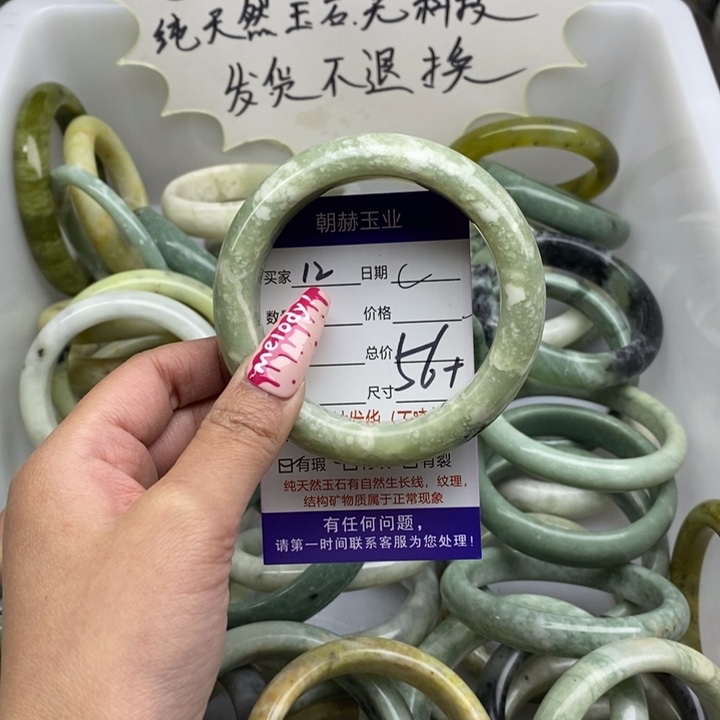 纯天然玉石.无科技
发货不退换
朝赫玉业
买家 12 日期
数 价格
总价
尺寸 56+
melody
发货
有瑕 有裂
纯天然玉石有自然生长线,纹理,
结构矿物质属于正常现象
有任何问题,
请第一时间联系客服为您处理!